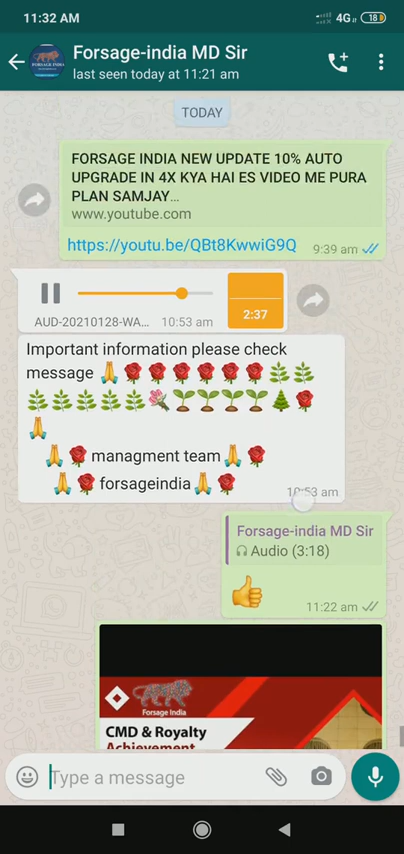 11:32 AM
4G
18
Forsage-india MD Sir
last seen today at 11:21 am
TODAY
FORSAGE INDIA NEW UPDATE 10% AUTO
UPGRADE IN 4X KYA HAI ES VIDEO ME PURA
PLAN SAMJAY...
www.youtube.com
https://youtu.be/QBt8KwwiG9Q
9:39 am
2:37
AUD-20210128-WA...
10:53 am
Important information please check
message 🙏🌹🌹🌹🌹🌹🌹🌿🌿
🌿🌿🌿🌿🌿💐🌱🌱🌱🌱🌲🌹
🙏
🙏🌹 managment team🙏🌹
🙏🌹 forsageindia🙏🌹
10:53 am
Forsage-india MD Sir
Audio (3:18)
👍
11:22 am
Forsage India
CMD & Royalty
Achievement
Type a message